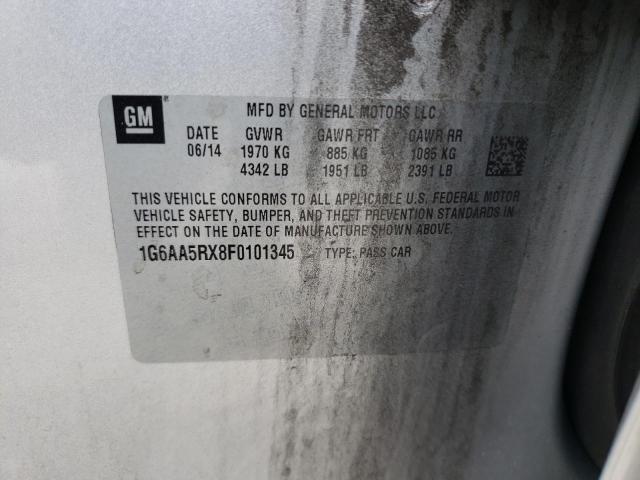 GM
MFD BY GENERAL MOTORS LLC
DATE GVWR GAWR FRT GAWR RR
06/14 1970 KG 885 KG 1085 KG
4342 LB 1951 LB 2391 LB
THIS VEHICLE CONFORMS TO ALL APPLICABLE U.S. FEDERAL MOTOR
VEHICLE SAFETY, BUMPER, AND THEFT PREVENTION STANDARDS IN
EFFECT ON THE DATE OF MANUFACTURE SHOWN ABOVE.
1G6AA5RX8F0101345 TYPE: PASS CAR